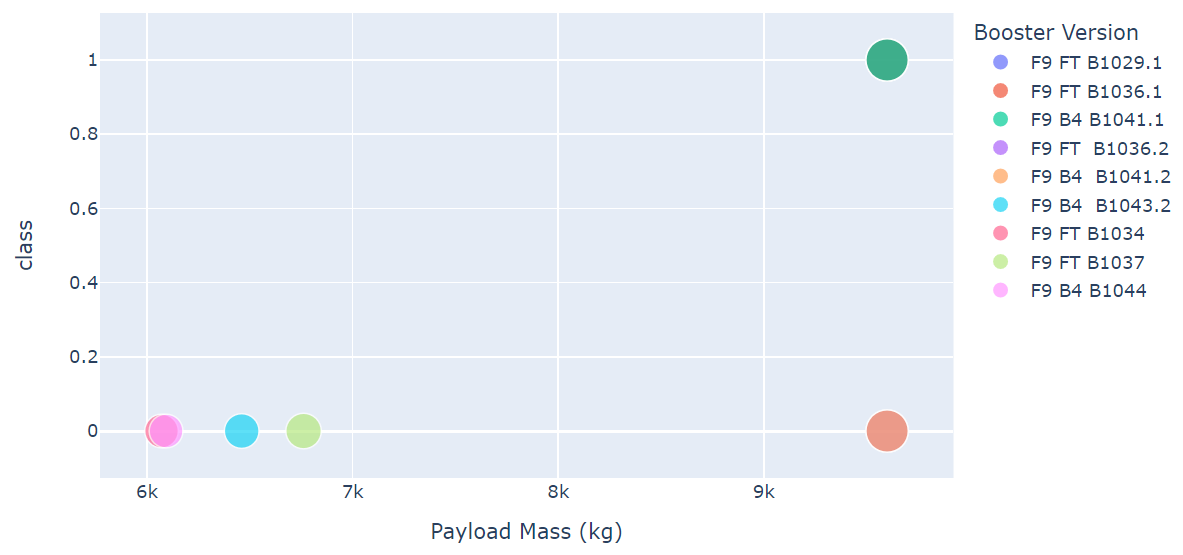 Booster Version
F9 FT B1029.1
F9 FT B1036.1
F9 B4 B1041.1
F9 FT  B1036.2
F9 B4  B1041.2
F9 B4  B1043.2
F9 FT B1034
F9 FT B1037
F9 B4 B1044
1
0.8
0.6
0.4
0.2
0
class
6k
7k
8k
9k
Payload Mass (kg)